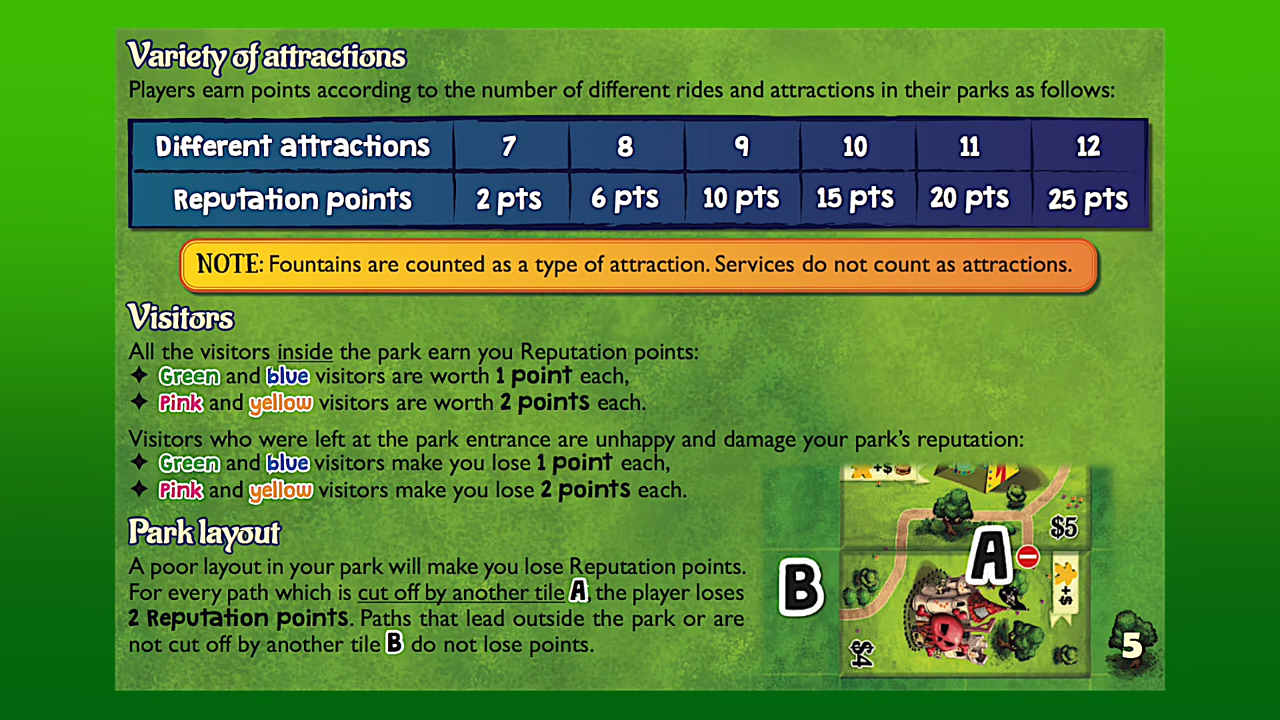 Variety of attractions
Players earn points according to the number of different rides and attractions in their parks as follows:
Different attractions 7 8 9 10 11 12
Reputation points 2 pts 6 pts 10 pts 15 pts 20 pts 25 pts
NOTE: Fountains are counted as a type of attraction. Services do not count as attractions.
Visitors
All the visitors inside the park earn you Reputation points:
✦ Green and blue visitors are worth 1 point each,
✦ Pink and yellow visitors are worth 2 points each.
Visitors who were left at the park entrance are unhappy and damage your park's reputation:
✦ Green and blue visitors make you lose 1 point each,
✦ Pink and yellow visitors make you lose 2 points each.
Park layout
A poor layout in your park will make you lose Reputation points.
For every path which is cut off by another tile A, the player loses
2 Reputation points. Paths that lead outside the park or are
not cut off by another tile B do not lose points.
+$
$5
A
B
$+
$4
5